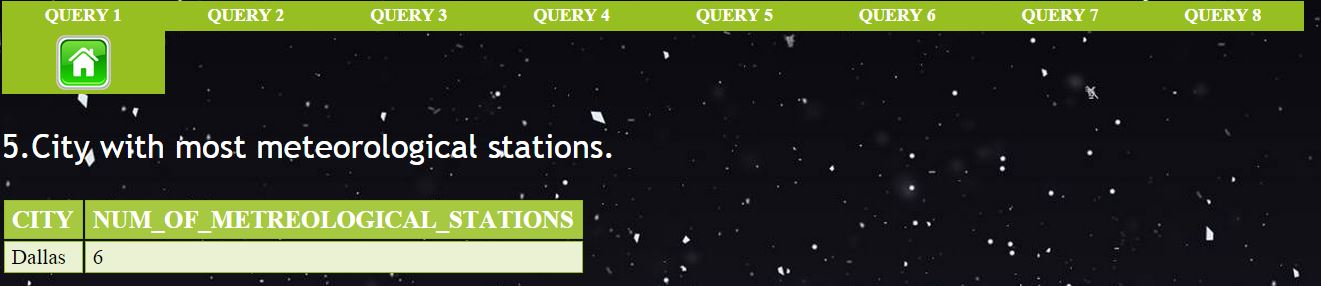 QUERY 1 QUERY 2 QUERY 3 QUERY 4 QUERY 5 QUERY 6 QUERY 7 QUERY 8
5.City with most meteorological stations.
CITY NUM_OF_METREOLOGICAL_STATIONS
Dallas 6